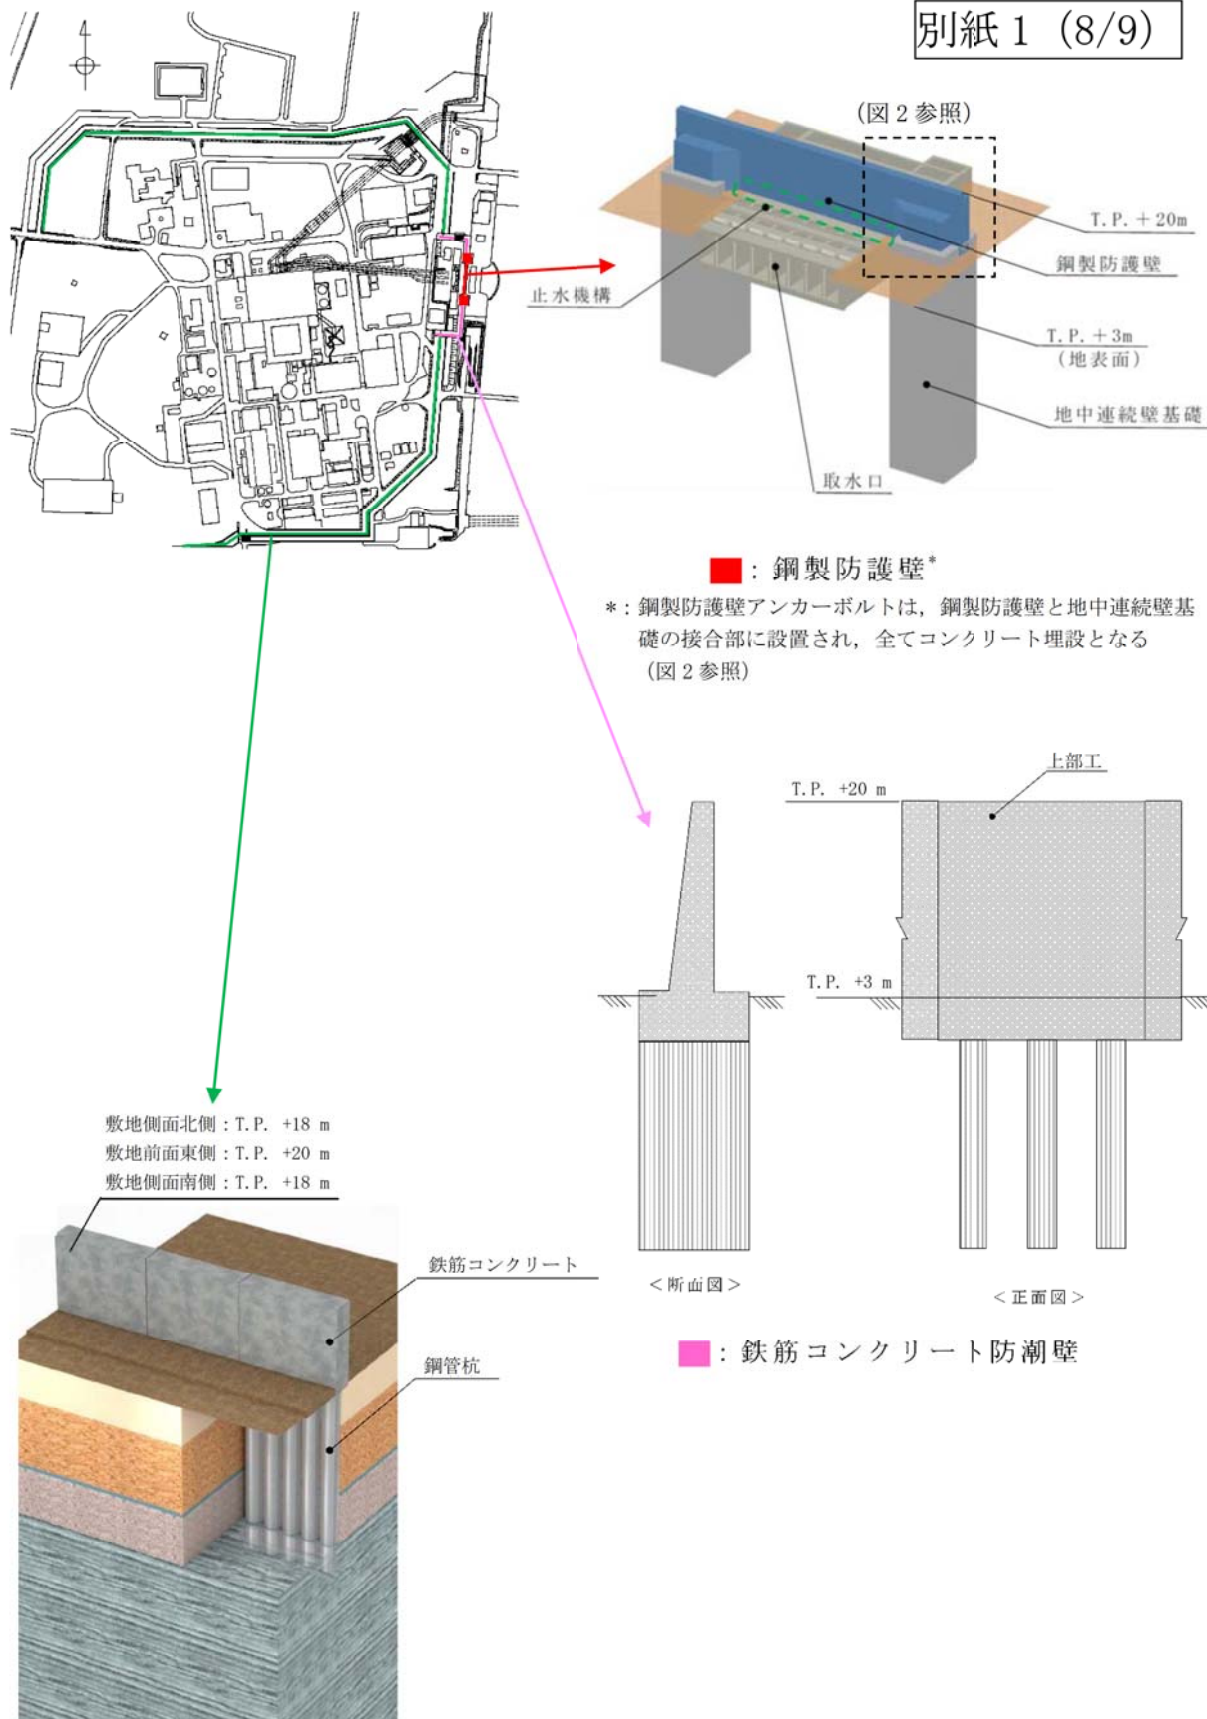 別紙1 (8/9)
(図2参照)
T.P.+20m
鋼製防護壁
止水機構
T.P.+3m
(地表面)
地中連続壁基礎
取水口
:鋼製防護壁*
*:鋼製防護壁アンカーボルトは,鋼製防護壁と地中連続壁基
礎の接合部に設置され,全てコンクリート埋設となる
(図2参照)
上部工
T.P. +20 m
T.P. +3 m
<断面図>
<正面図>
:鉄筋コンクリート防潮壁
敷地側面北側:T.P. +18 m
敷地前面東側:T.P. +20 m
敷地側面南側:T.P. +18 m
鉄筋コンクリート
鋼管杭